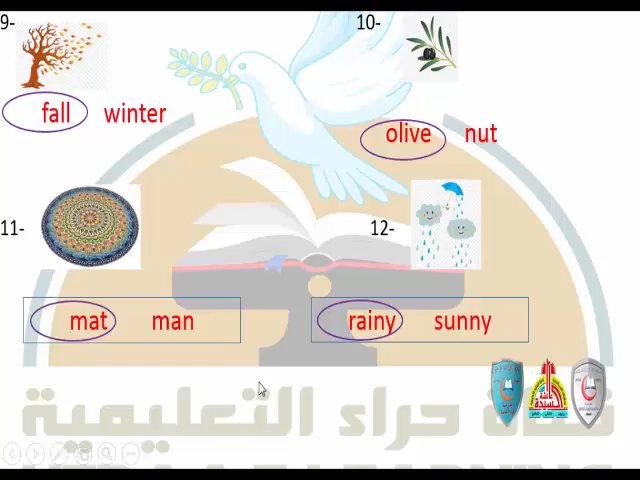 9-
10-
fall winter
olive nut
11-
12-
mat man
rainy sunny
حراء التعليمية